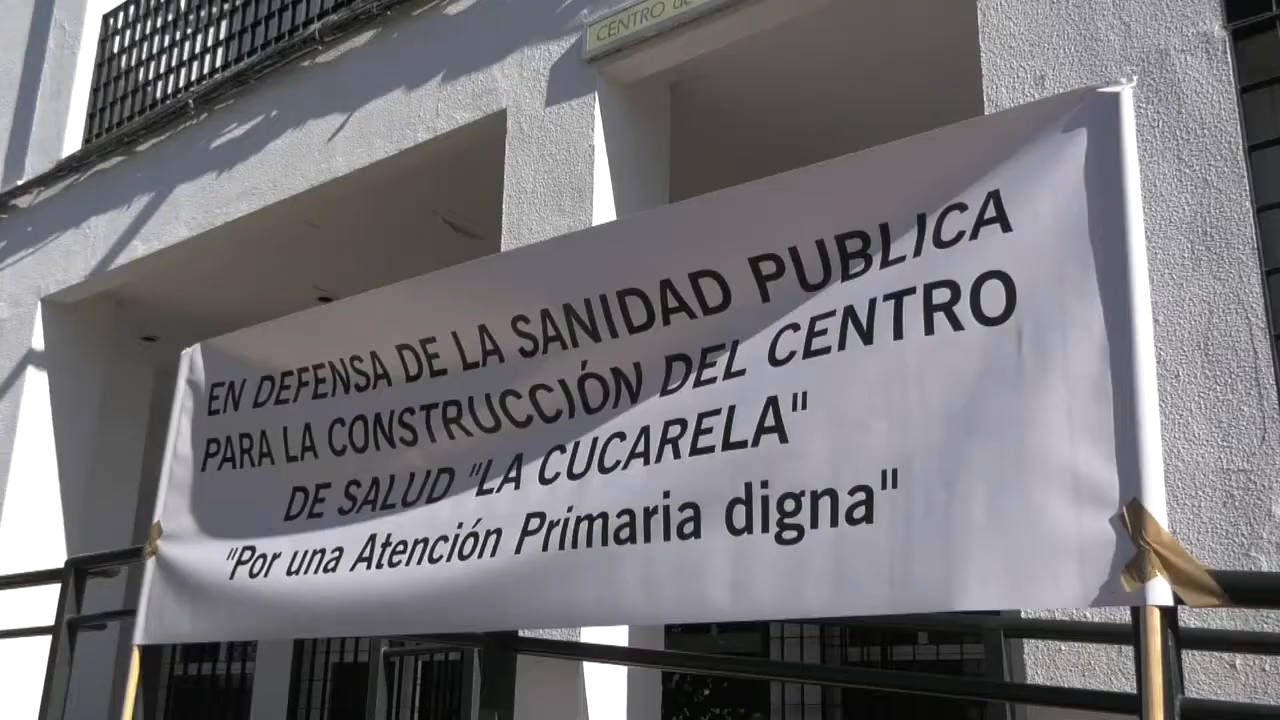 CENTRO de
EN DEFENSA DE LA SANIDAD PUBLICA
PARA LA CONSTRUCCIÓN DEL CENTRO
DE SALUD "LA CUCARELA"
"Por una Atención Primaria digna"